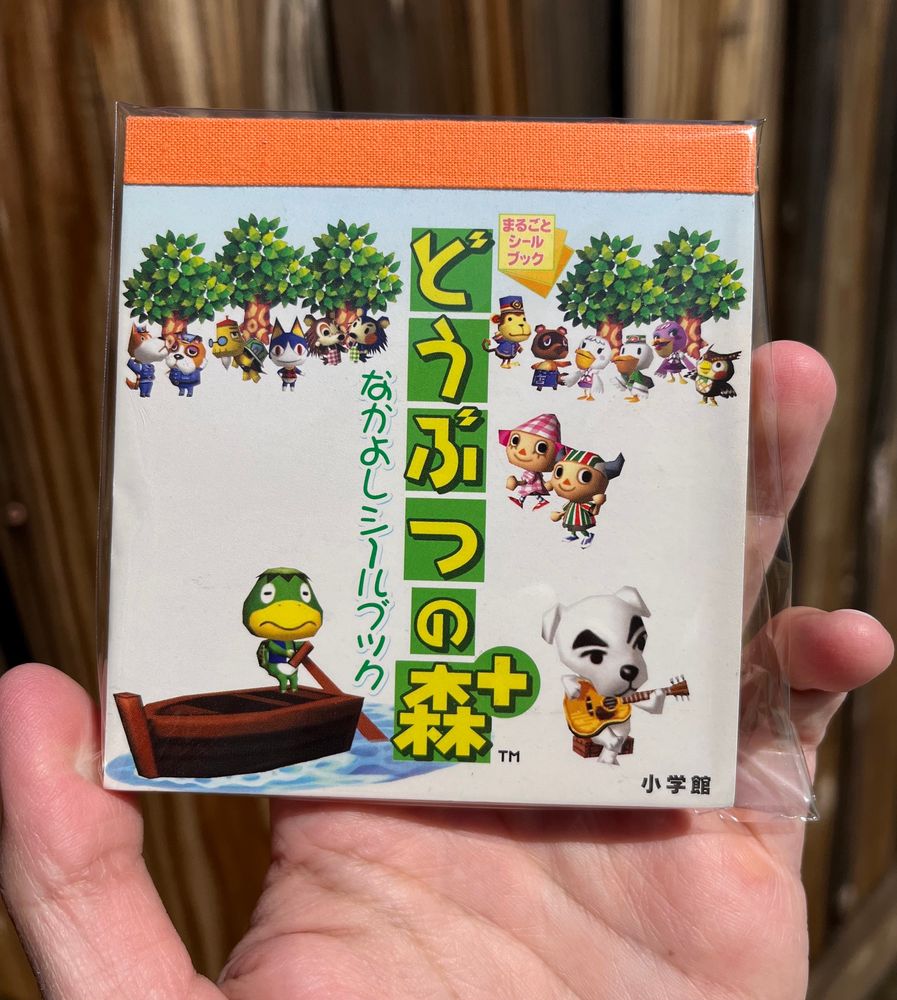 まるごと
シール
ブック
どうぶつの森+™
なかよしシールブック
小学館